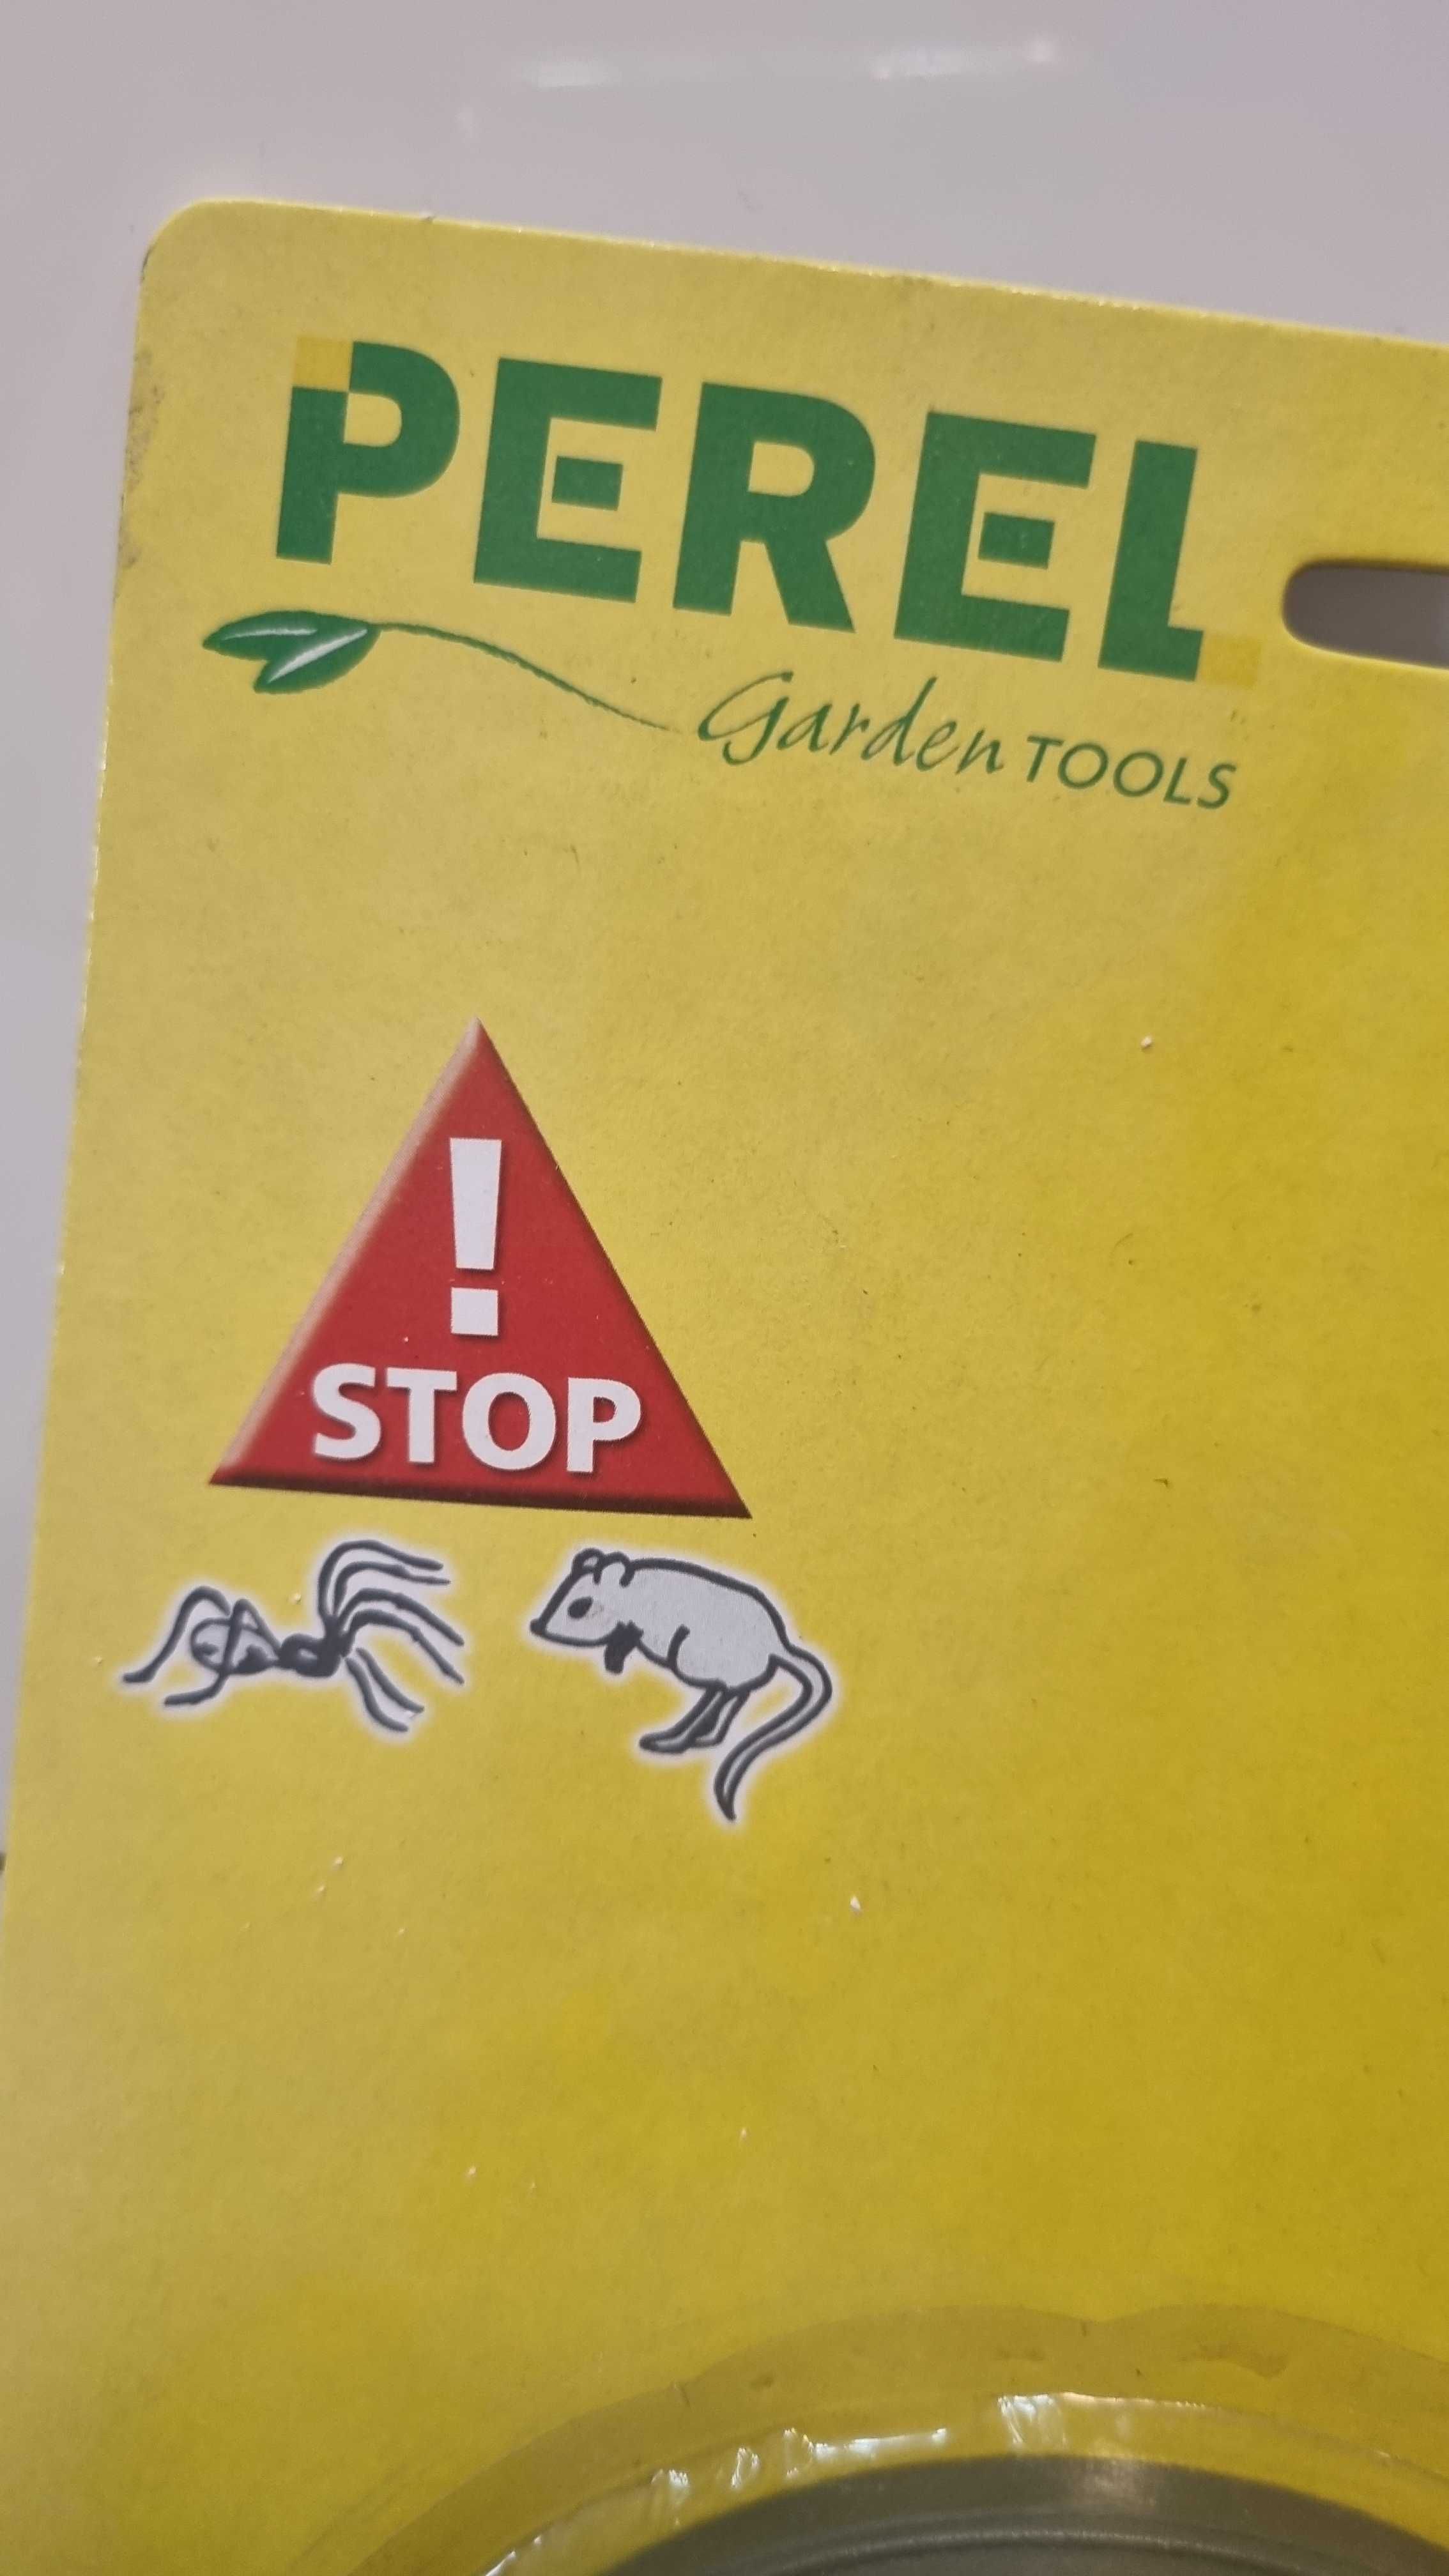 PEREL
Garden TOOLS
!
STOP